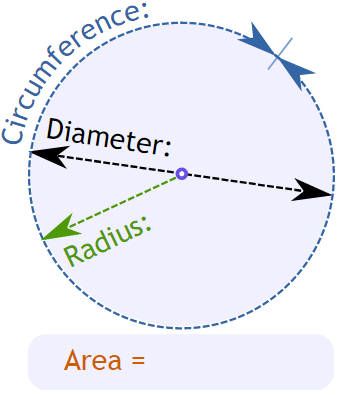 Circumference:
Diameter:
Radius:
Area =